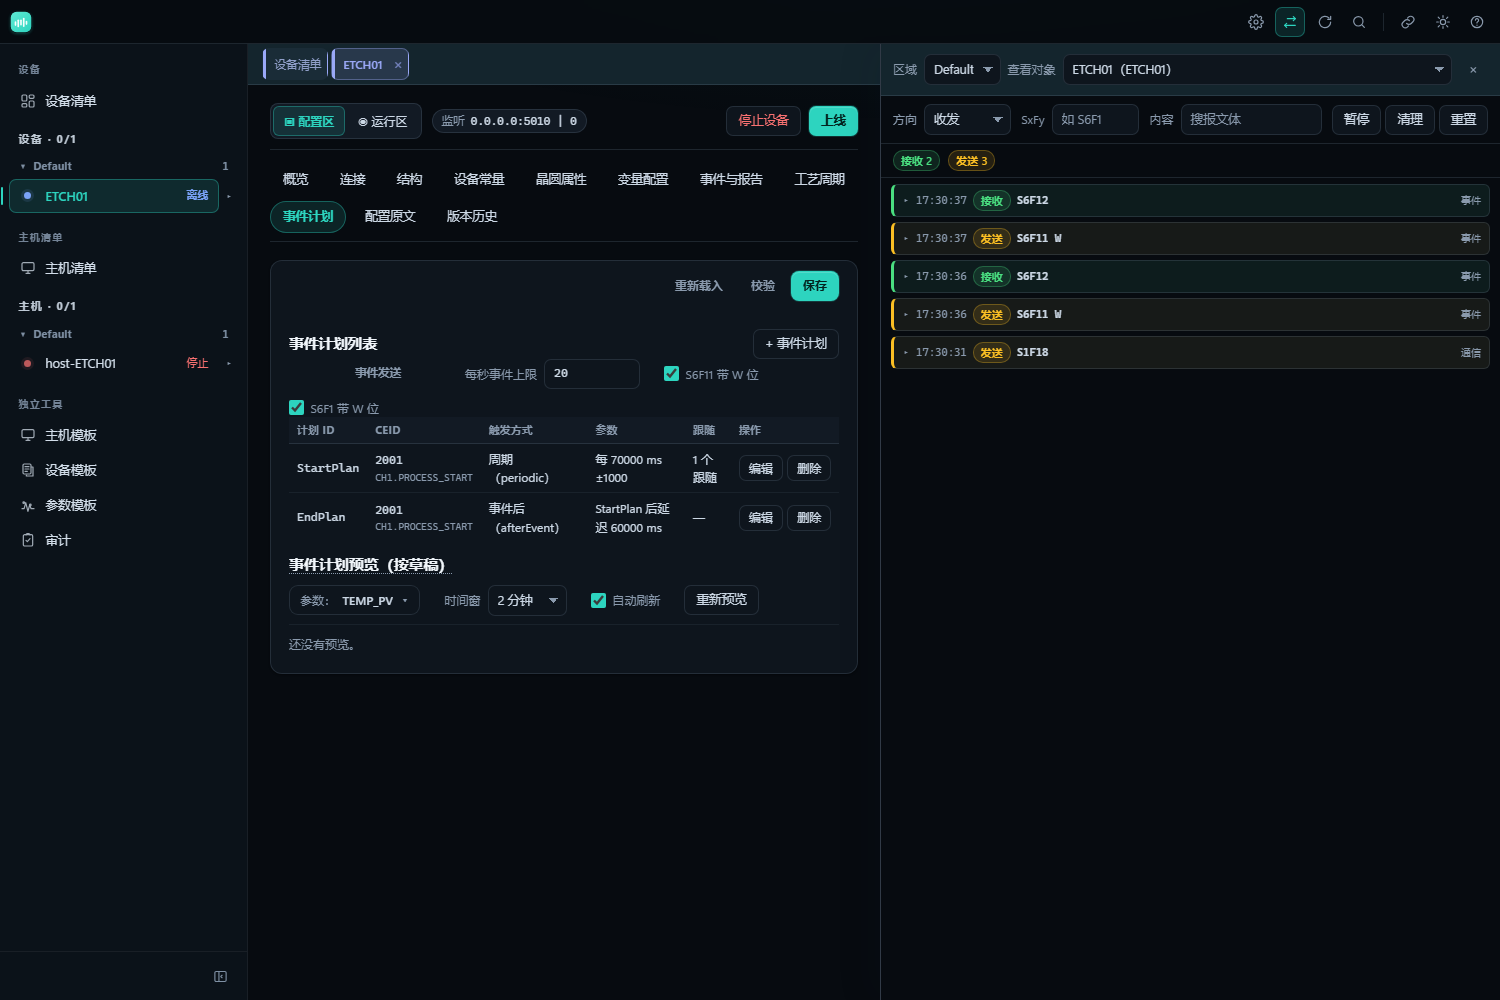 设备
设备清单
设备 · 0/1
Default 1
ETCH01 离线
主机清单
主机清单
主机 · 0/1
Default 1
host-ETCH01 停止
独立工具
主机模板
设备模板
参数模板
审计
设备清单 ETCH01 ×
配置区 运行区 监听 0.0.0.0:5010 | 0 停止设备 上线
概览 连接 结构 设备常量 晶圆属性 变量配置 事件与报告 工艺周期
事件计划 配置原文 版本历史
重新载入 校验 保存
事件计划列表 + 事件计划
事件发送 每秒事件上限 20 S6F11 带 W 位
S6F1 带 W 位
计划 ID CEID 触发方式 参数 跟随 操作
StartPlan 2001 CH1.PROCESS_START 周期 (periodic) 每 70000 ms ±1000 1 个跟随 编辑 删除
EndPlan 2001 CH1.PROCESS_START 事件后 (afterEvent) StartPlan 后延迟 60000 ms — 编辑 删除
事件计划预览（按草稿）
参数: TEMP_PV 时间窗 2 分钟 自动刷新 重新预览
还没有预览。
区域 Default 查看对象 ETCH01 (ETCH01) ×
方向 收发 SxFy 如 S6F1 内容 搜报文体 暂停 清理 重置
接收 2 发送 3
17:30:37 接收 S6F12 事件
17:30:37 发送 S6F11 W 事件
17:30:36 接收 S6F12 事件
17:30:36 发送 S6F11 W 事件
17:30:31 发送 S1F18 通信